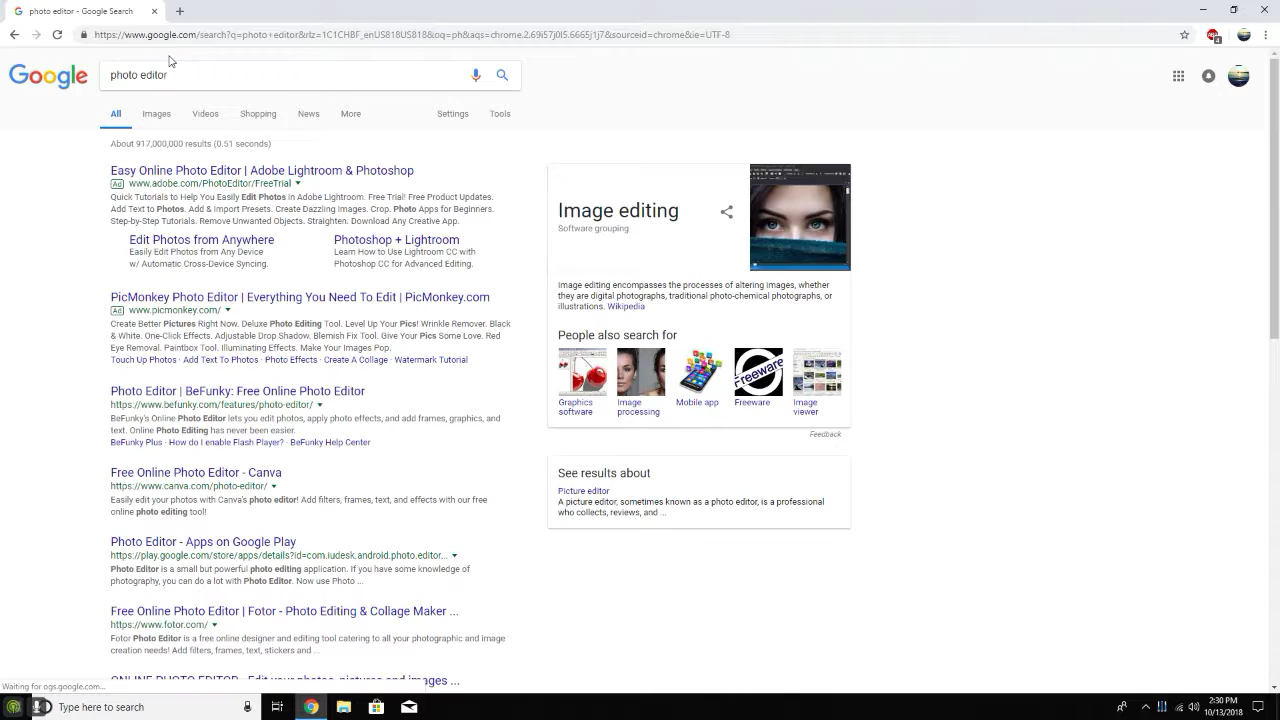 photo editor - Google Search
https://www.google.com/search?q=photo+editor&rlz=1C1CHBF_enUS818US818&oq=ph&aqs=chrome.2.69i57j0l5.6665j1j7&sourceid=chrome&ie=UTF-8
4
Google
photo editor
All Images Videos Shopping News More Settings Tools
About 917,000,000 results (0.51 seconds)
Easy Online Photo Editor | Adobe Lightroom & Photoshop
Ad www.adobe.com/PhotoEditor/FreeTrial
Quick Tutorials to Help You Easily Edit Photos in Adobe Lightroom. Free Trial! Free Product Updates.
Add Text to Photos. Add & Import Presets. Create Dazzling Images. Crop. Photo Apps for Beginners.
Step-by-Step Tutorials. Remove Unwanted Objects. Straighten. Download Any Creative App.
Edit Photos from Anywhere
Easily Edit Photos from Any Device
w/ Automatic Cross-Device Syncing.
Photoshop + Lightroom
Learn How to Use Lightroom CC with
Photoshop CC for Advanced Editing.
PicMonkey Photo Editor | Everything You Need To Edit | PicMonkey.com
Ad www.picmonkey.com/
Create Better Pictures Right Now. Deluxe Photo Editing Tool. Level Up Your Pics! Wrinkle Remover. Black
& White. One-Click Effects. Adjustable Drop Shadow. Blemish Fix Tool. Give Your Pics Some Love. Red
Eye Removal. Paintbox Tool. Illuminating Effects. Make Your Images Pop.
Touch Up Photos · Add Text To Photos · Photo Effects · Create A Collage · Watermark Tutorial
Photo Editor | BeFunky: Free Online Photo Editor
https://www.befunky.com/features/photo-editor/
BeFunky's Online Photo Editor lets you edit photos, apply photo effects, and add frames, graphics, and
text. Online Photo Editing has never been easier.
BeFunky Plus · How do I enable Flash Player? · BeFunky Help Center
Free Online Photo Editor - Canva
https://www.canva.com/photo-editor/
Easily edit your photos with Canva's photo editor! Add filters, frames, text, and effects with our free
online photo editing tool!
Photo Editor - Apps on Google Play
https://play.google.com/store/apps/details?id=com.iudesk.android.photo.editor...
Photo Editor is a small but powerful photo editing application. If you have some knowledge of
photography, you can do a lot with Photo Editor. Now use Photo ...
Free Online Photo Editor | Fotor - Photo Editing & Collage Maker ...
https://www.fotor.com/
Fotor Photo Editor is a free online designer and editing tool catering to all your photographic and image
creation needs! Add filters, frames, text, stickers and ...
ONLINE PHOTO EDITOR - Edit your photos, pictures and images ...
Image editing
Software grouping
Image editing encompasses the processes of altering images, whether
they are digital photographs, traditional photo-chemical photographs, or
illustrations. Wikipedia
People also search for
Freeware
Graphics software
Image processing
Mobile app
Freeware
Image viewer
Feedback
See results about
Picture editor
A picture editor, sometimes known as a photo editor, is a professional
who collects, reviews, and ...
Waiting for ogs.google.com...
Type here to search
2:30 PM
10/13/2018